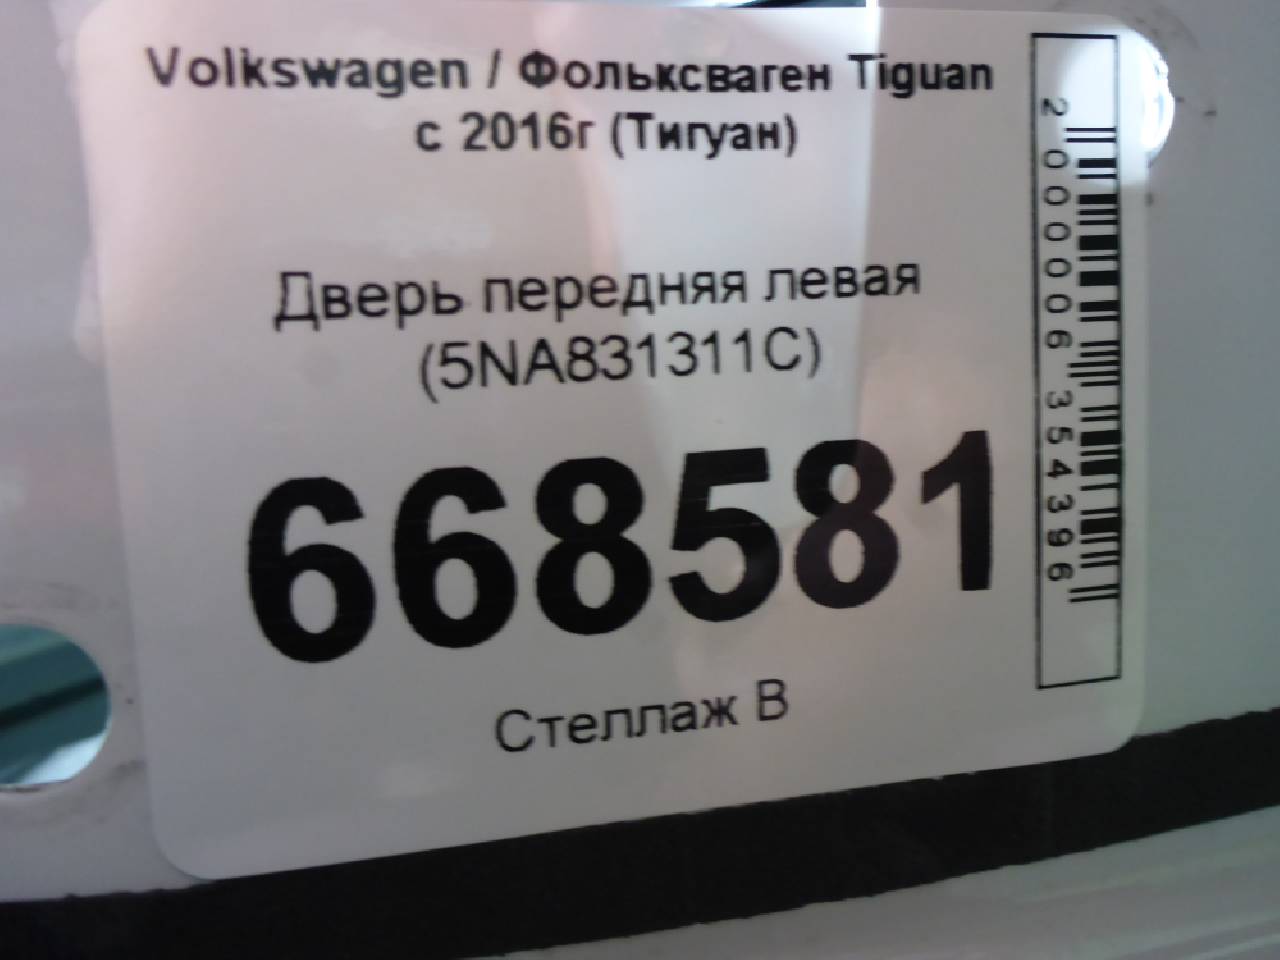 Volkswagen / Фольксваген Tiguan
с 2016г (Тигуан)
Дверь передняя левая
(5NA831311C)
668581
Стеллаж В
2000006354396